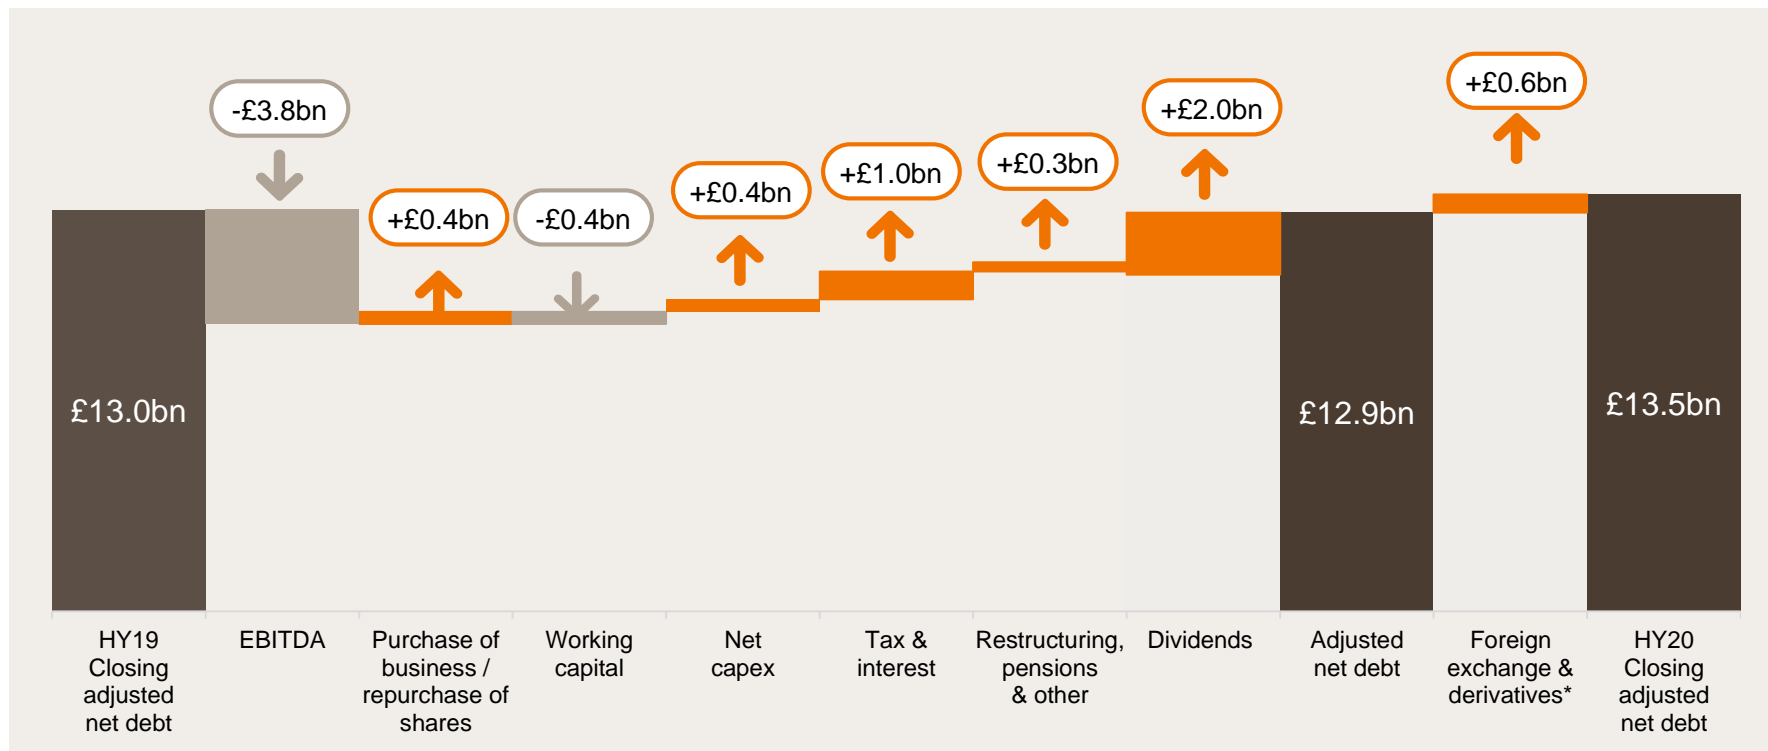 -£3.8bn
+£0.4bn
-£0.4bn
+£0.4bn
+£1.0bn
+£0.3bn
+£2.0bn
+£0.6bn
£13.0bn
£12.9bn
£13.5bn
HY19
Closing
adjusted
net debt
EBITDA
Purchase of
business /
repurchase of
shares
Working
capital
Net
capex
Tax &
interest
Restructuring,
pensions
& other
Dividends
Adjusted
net debt
Foreign
exchange &
derivatives*
HY20
Closing
adjusted
net debt